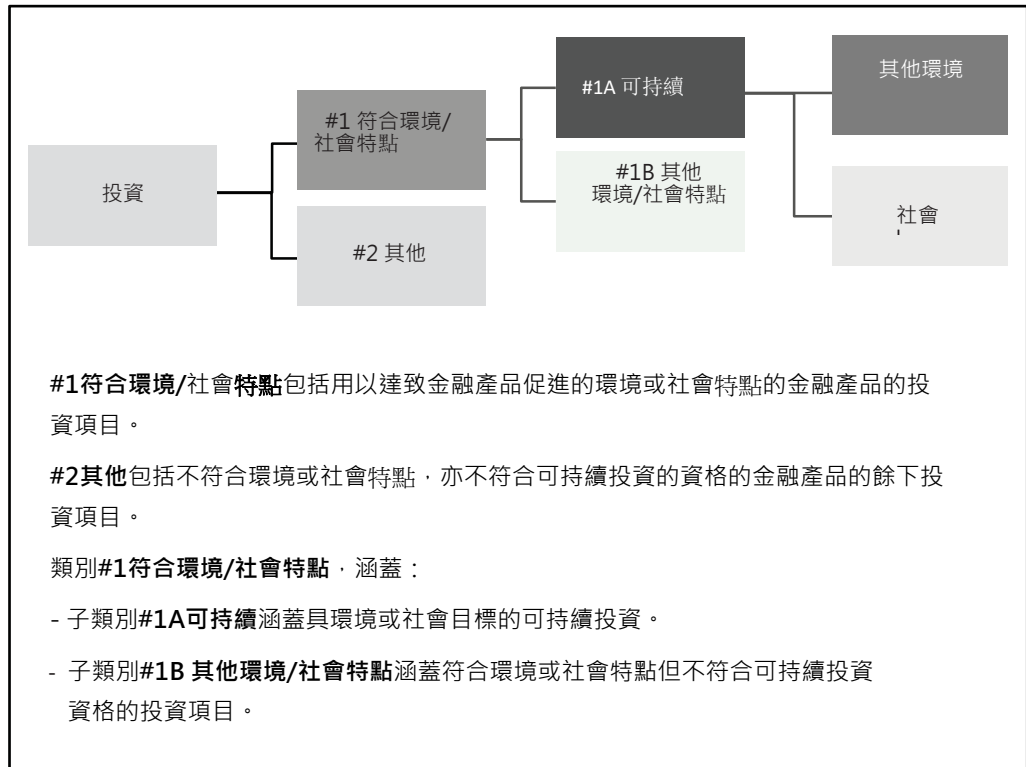 投資
#1 符合環境/
社會特點
#2 其他
#1A 可持續
#1B 其他
環境/社會特點
其他環境
社會
#1符合環境/社會特點包括用以達致金融產品促進的環境或社會特點的金融產品的投
資項目。
#2其他包括不符合環境或社會特點，亦不符合可持續投資的資格的金融產品的餘下投
資項目。
類別#1符合環境/社會特點，涵蓋：
- 子類別#1A可持續涵蓋具環境或社會目標的可持續投資。
- 子類別#1B 其他環境/社會特點涵蓋符合環境或社會特點但不符合可持續投資
資格的投資項目。